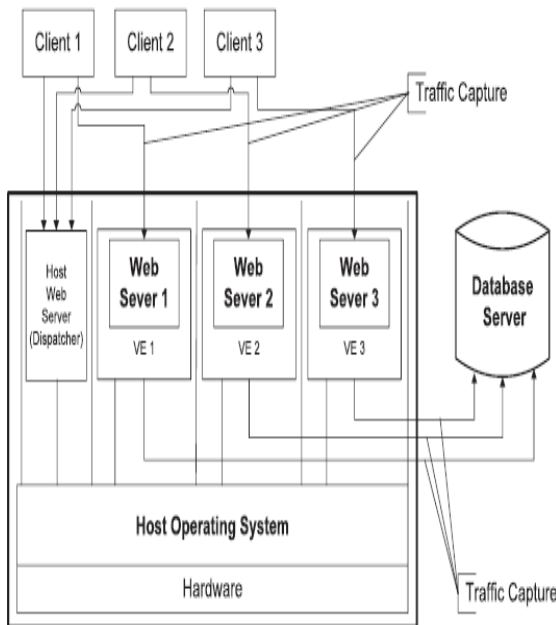 Client 1
Client 2
Client 3
Traffic Capture
Host
Web
Server
(Dispatcher)
Web
Sever 1
VE 1
Web
Sever 2
VE 2
Web
Sever 3
VE 3
Database
Server
Host Operating System
Hardware
Traffic Capture